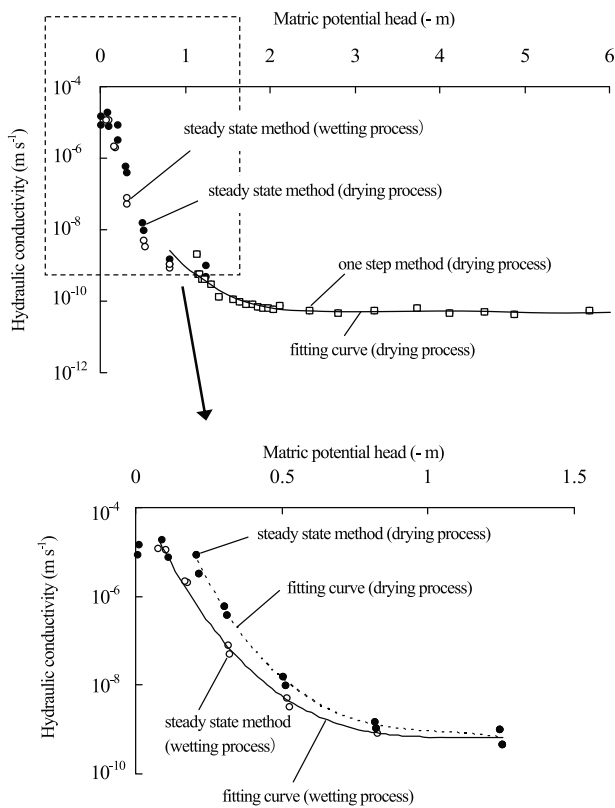 Matric potential head (- m)
0 1 2 3 4 5 6
10-4
10-6
10-8
10-10
10-12
Hydraulic conductivity (m s-1)
steady state method (wetting process)
steady state method (drying process)
one step method (drying process)
fitting curve (drying process)
Matric potential head (- m)
0 0.5 1 1.5
10-4
10-6
10-8
10-10
Hydraulic conductivity (m s-1)
steady state method (drying process)
fitting curve (drying process)
steady state method
(wetting process)
fitting curve (wetting process)